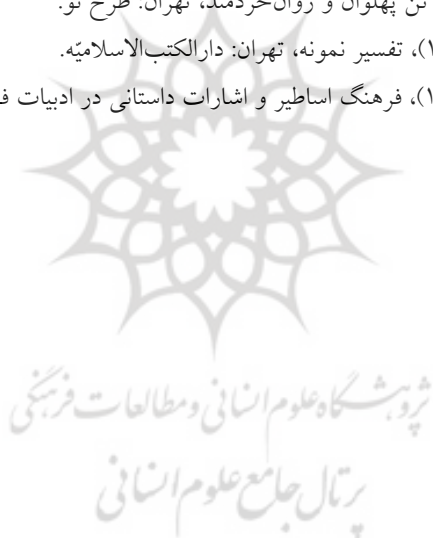 تن پهلوان و روان‌خردمند، تهران: طرح نو.
۱)، تفسیر نمونه، تهران: دارالکتب‌الاسلامیّه.
۱)، فرهنگ اساطیر و اشارات داستانی در ادبیات ف
پژوهشگاه علوم انسانی و مطالعات فرهنگی
پرتال جامع علوم انسانی